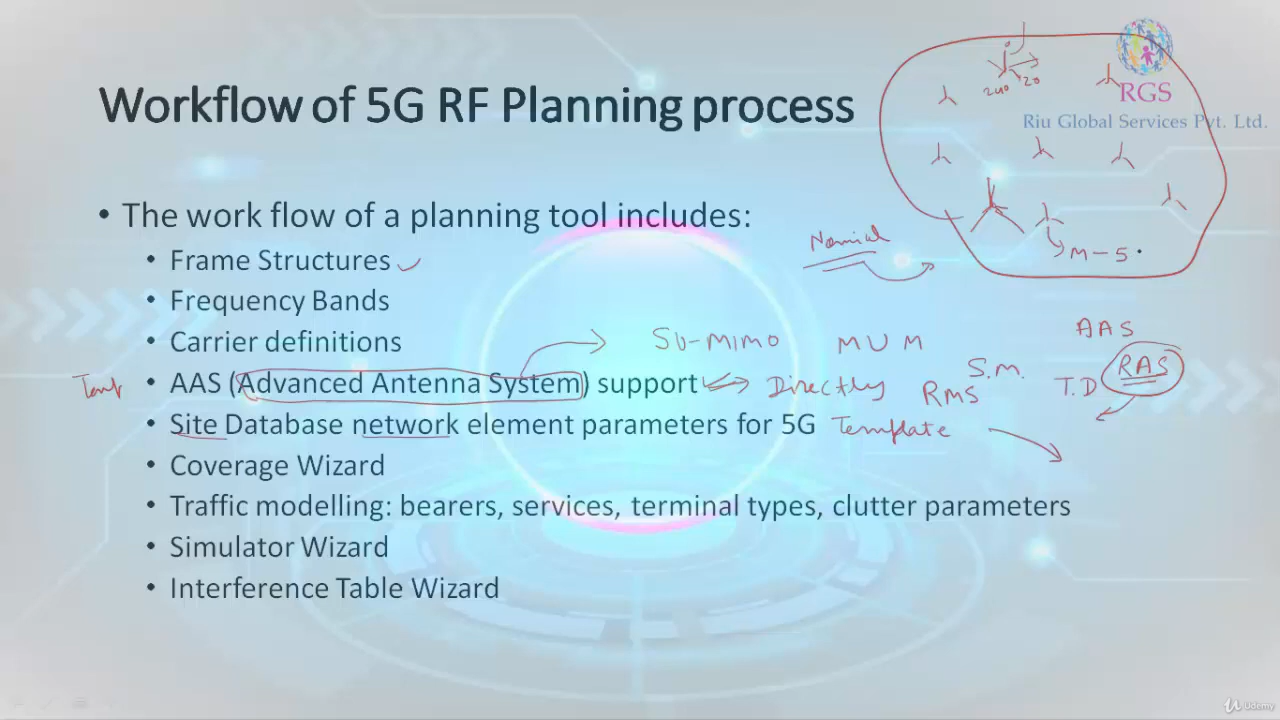 RGS
Riu Global Services Pvt. Ltd.
Workflow of 5G RF Planning process
240 120
• The work flow of a planning tool includes:
Nominal
M-5
• Frame Structures
• Frequency Bands
• Carrier definitions
SU-MIMO MUM AAS
• AAS (Advanced Antenna System) support Directly RMS S.M. T.D RAS
• Site Database network element parameters for 5G Template
• Coverage Wizard
• Traffic modelling: bearers, services, terminal types, clutter parameters
• Simulator Wizard
• Interference Table Wizard
Udemy